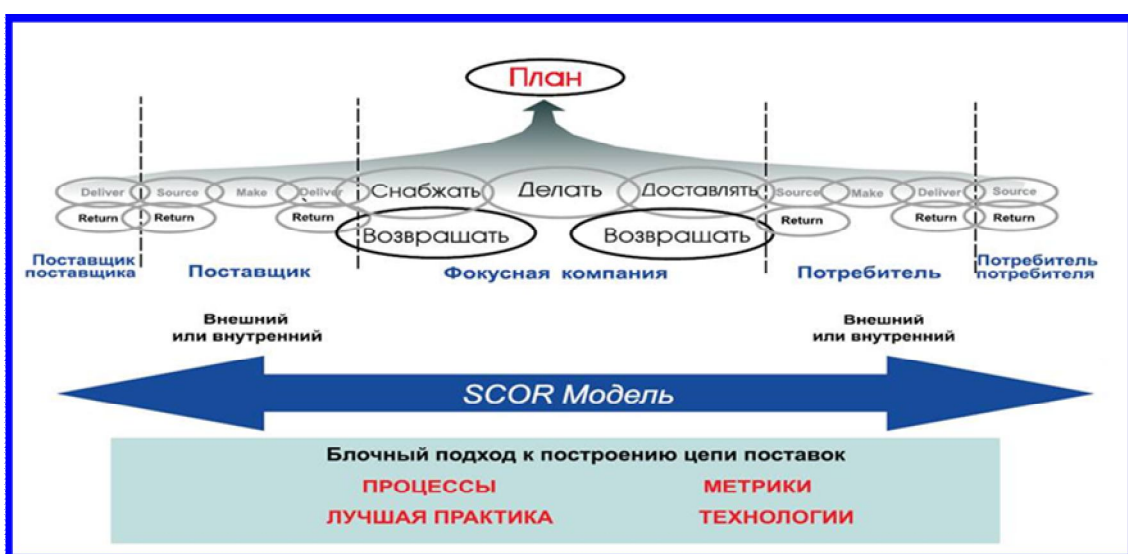 План
Deliver Source Make Deliver Снабжать Делать Доставлять Source Make Deliver Source
Return Return Return Возвращать Возвращать Return Return Return
Поставщик
поставщика
Поставщик
Фокусная компания
Потребитель
Потребитель
потребителя
Внешний
или внутренний
Внешний
или внутренний
SCOR Модель
Блочный подход к построению цепи поставок
ПРОЦЕССЫ МЕТРИКИ
ЛУЧШАЯ ПРАКТИКА ТЕХНОЛОГИИ